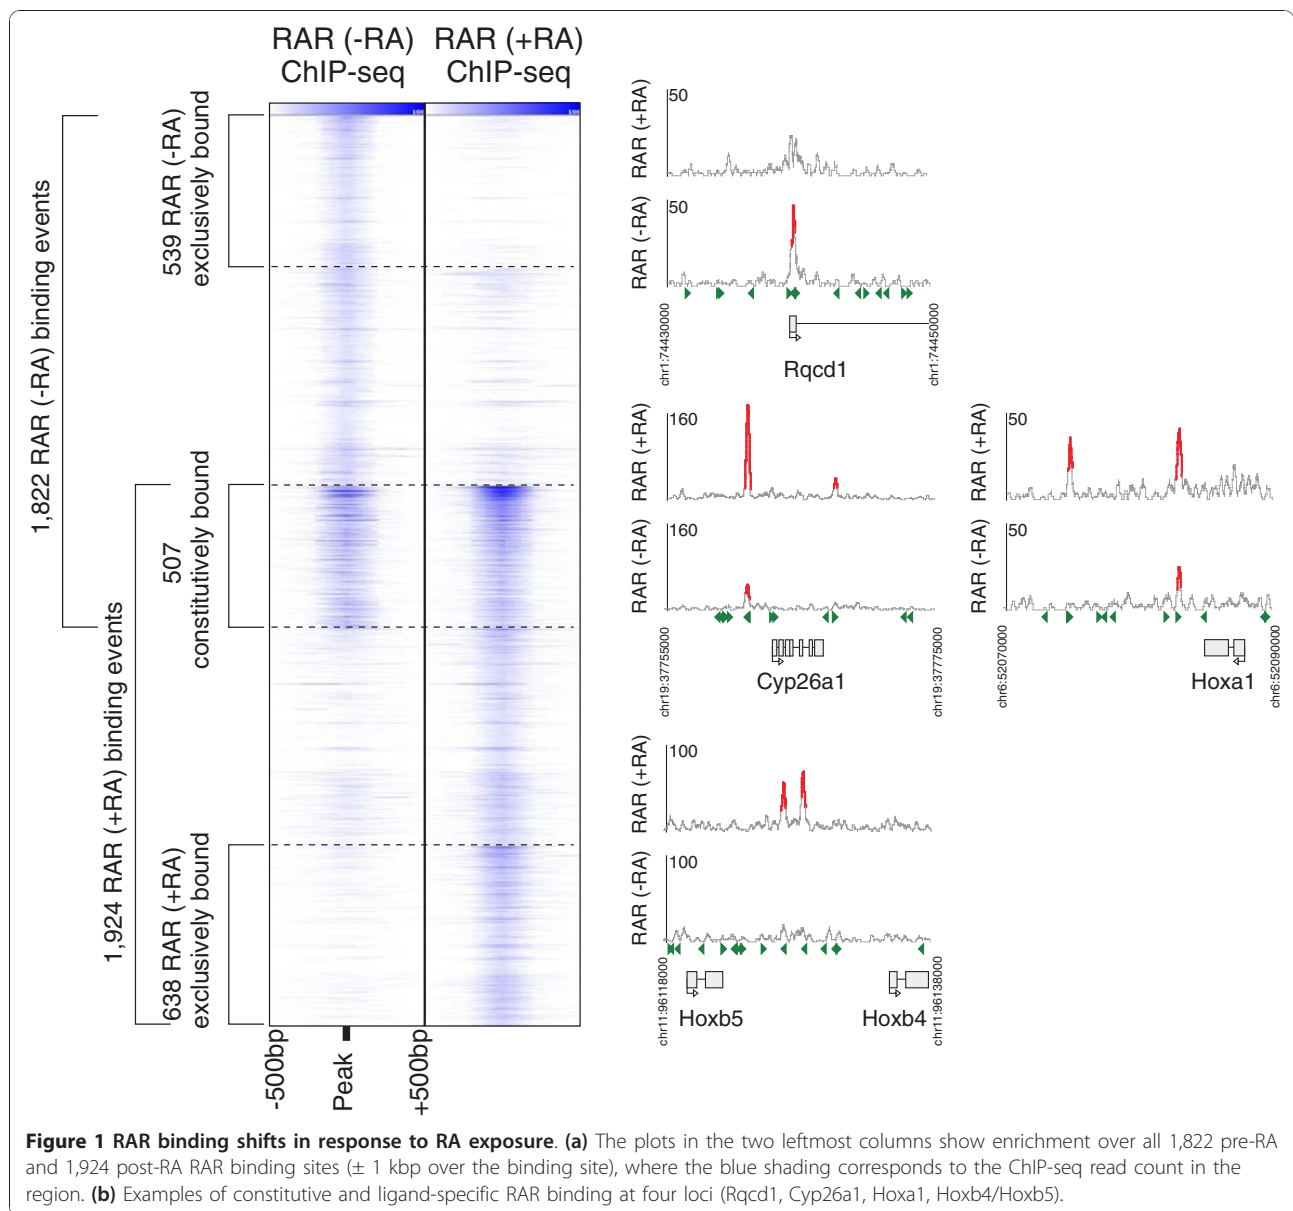 RAR (-RA) RAR (+RA)
ChIP-seq ChIP-seq
1,822 RAR (-RA) binding events
539 RAR (-RA)
exclusively bound
507
constitutively bound
1,924 RAR (+RA) binding events
638 RAR (+RA)
exclusively bound
-500bp
Peak
+500bp
RAR (+RA)
50
RAR (-RA)
50
chr1:74430000
chr1:74450000
Rqcd1
RAR (+RA)
160
RAR (-RA)
160
chr19:37755000
chr19:37775000
Cyp26a1
RAR (+RA)
50
RAR (-RA)
50
chr6:52070000
chr6:52090000
Hoxa1
RAR (+RA)
100
RAR (-RA)
100
chr11:96118000
chr11:96138000
Hoxb5
Hoxb4
Figure 1 RAR binding shifts in response to RA exposure. (a) The plots in the two leftmost columns show enrichment over all 1,822 pre-RA
and 1,924 post-RA RAR binding sites (± 1 kbp over the binding site), where the blue shading corresponds to the ChIP-seq read count in the
region. (b) Examples of constitutive and ligand-specific RAR binding at four loci (Rqcd1, Cyp26a1, Hoxa1, Hoxb4/Hoxb5).